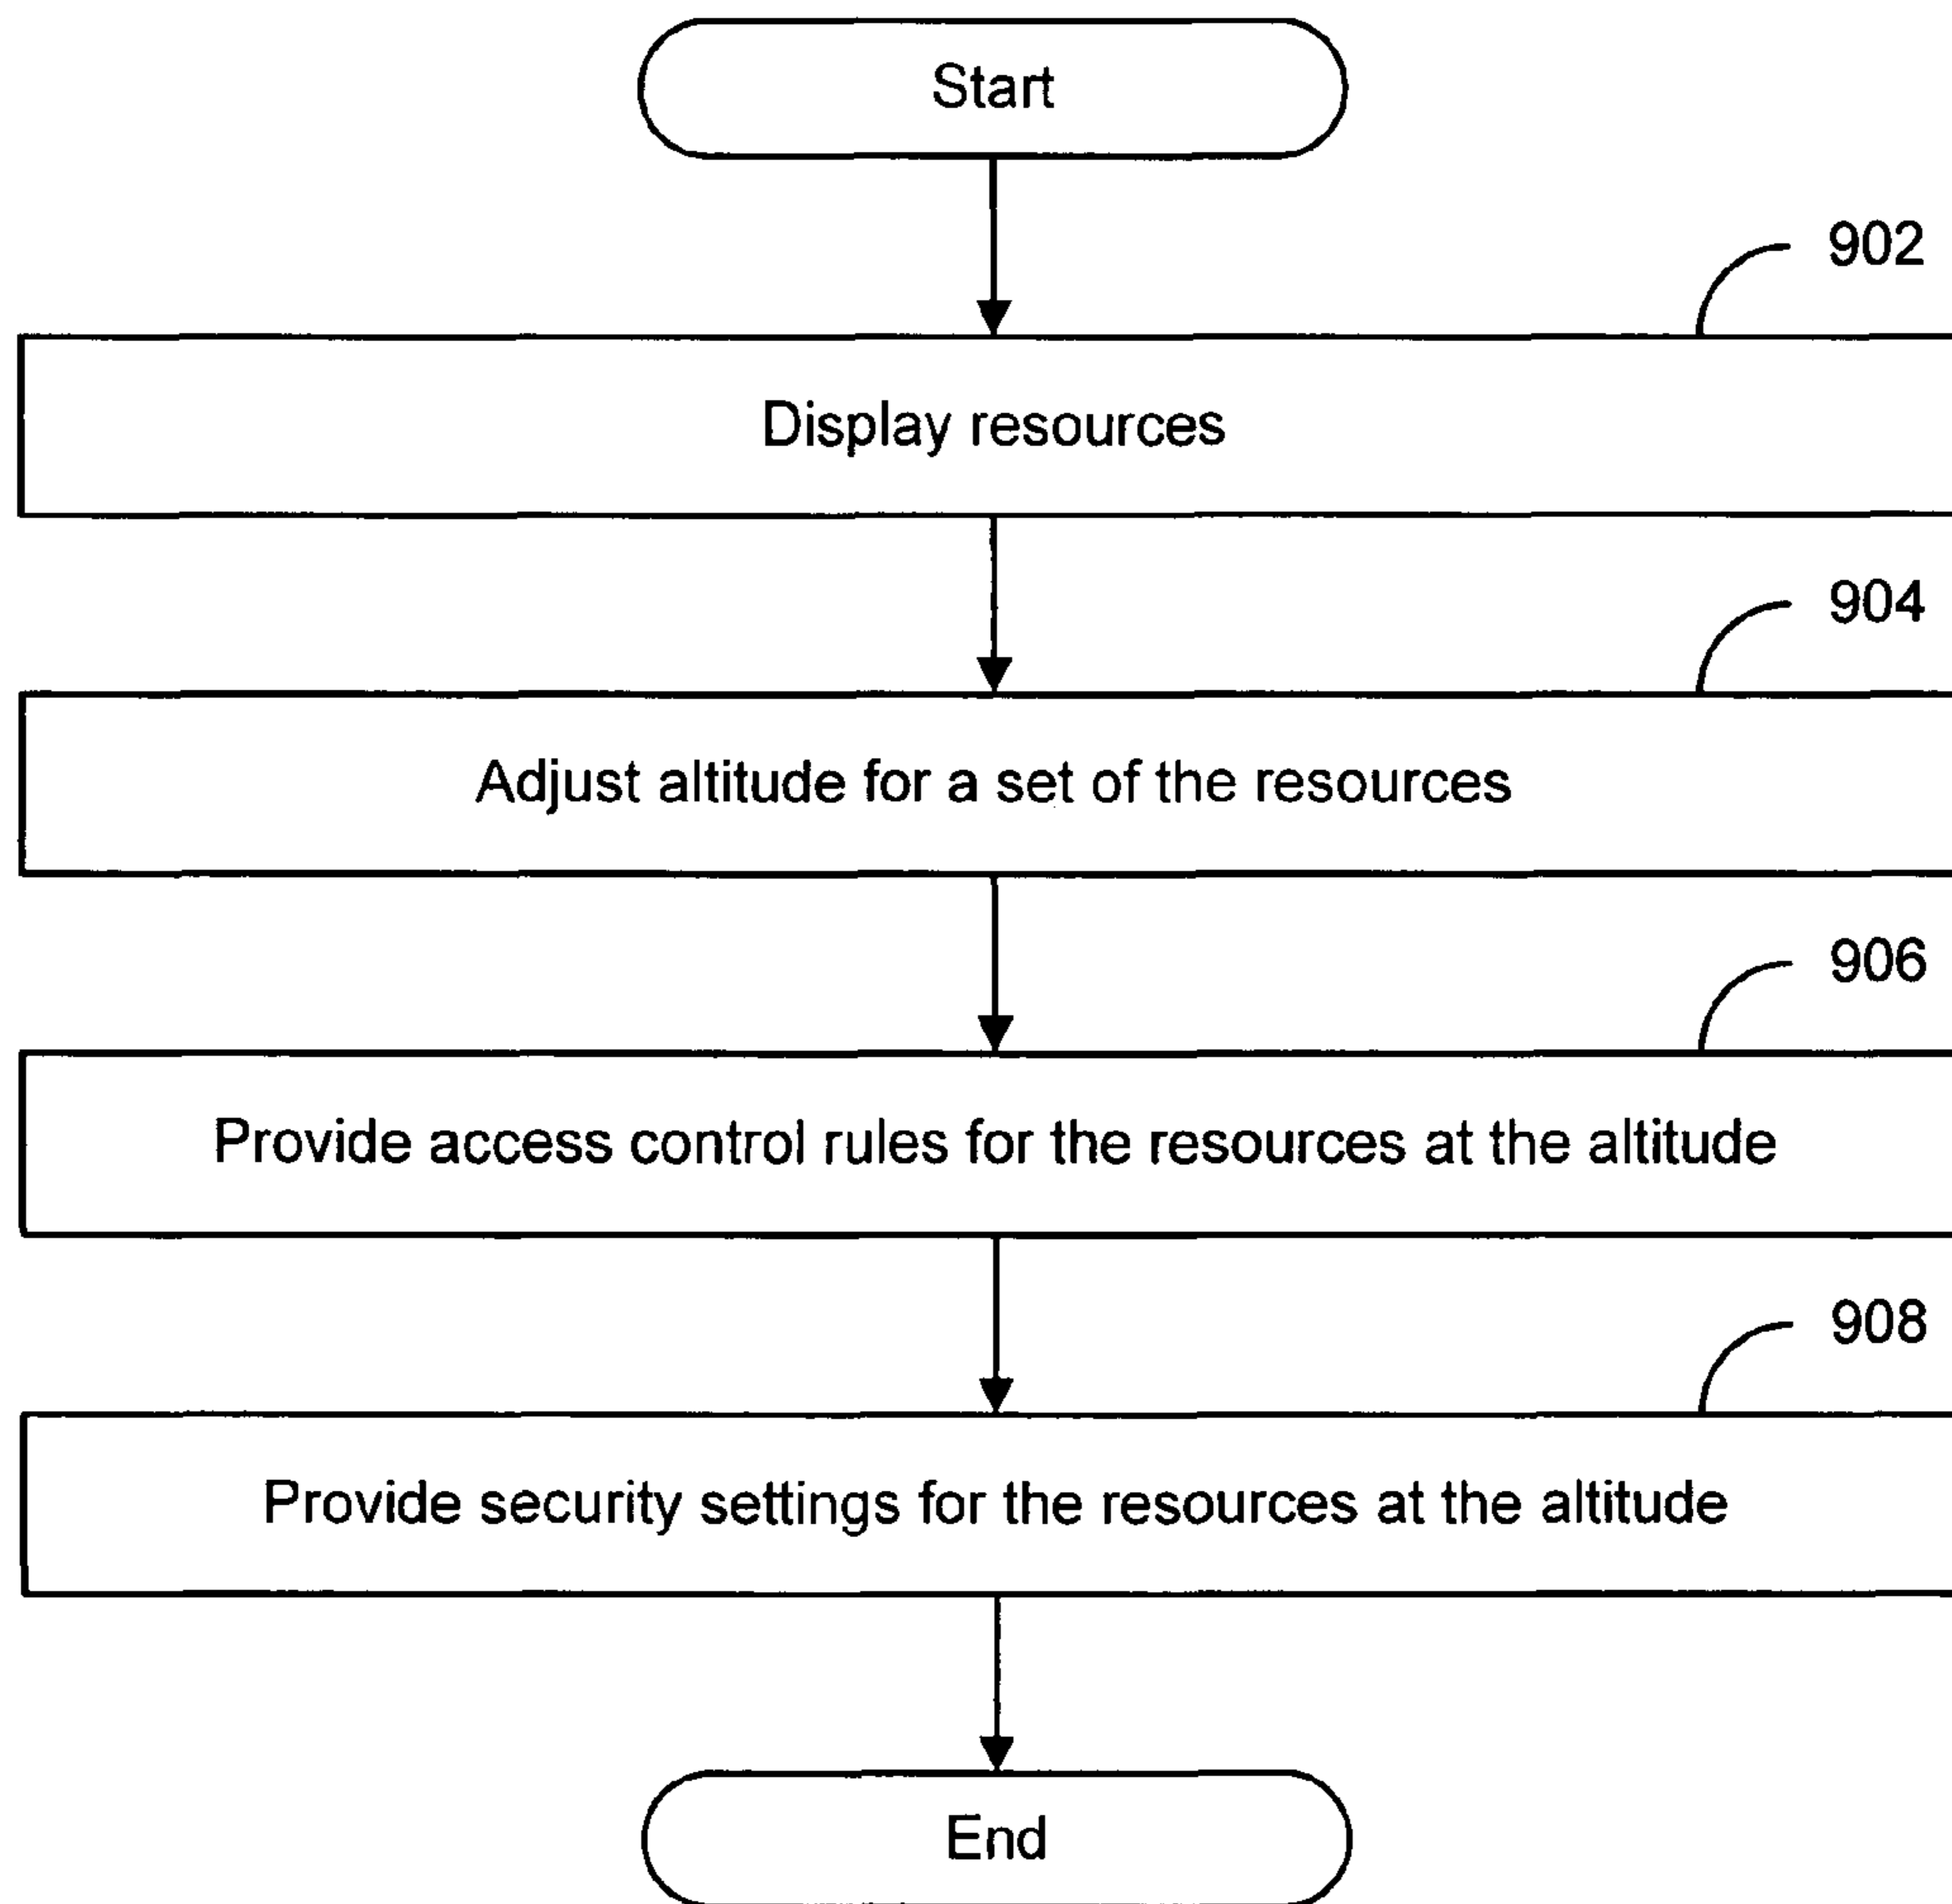 Start
902
Display resources
904
Adjust altitude for a set of the resources
906
Provide access control rules for the resources at the altitude
908
Provide security settings for the resources at the altitude
End